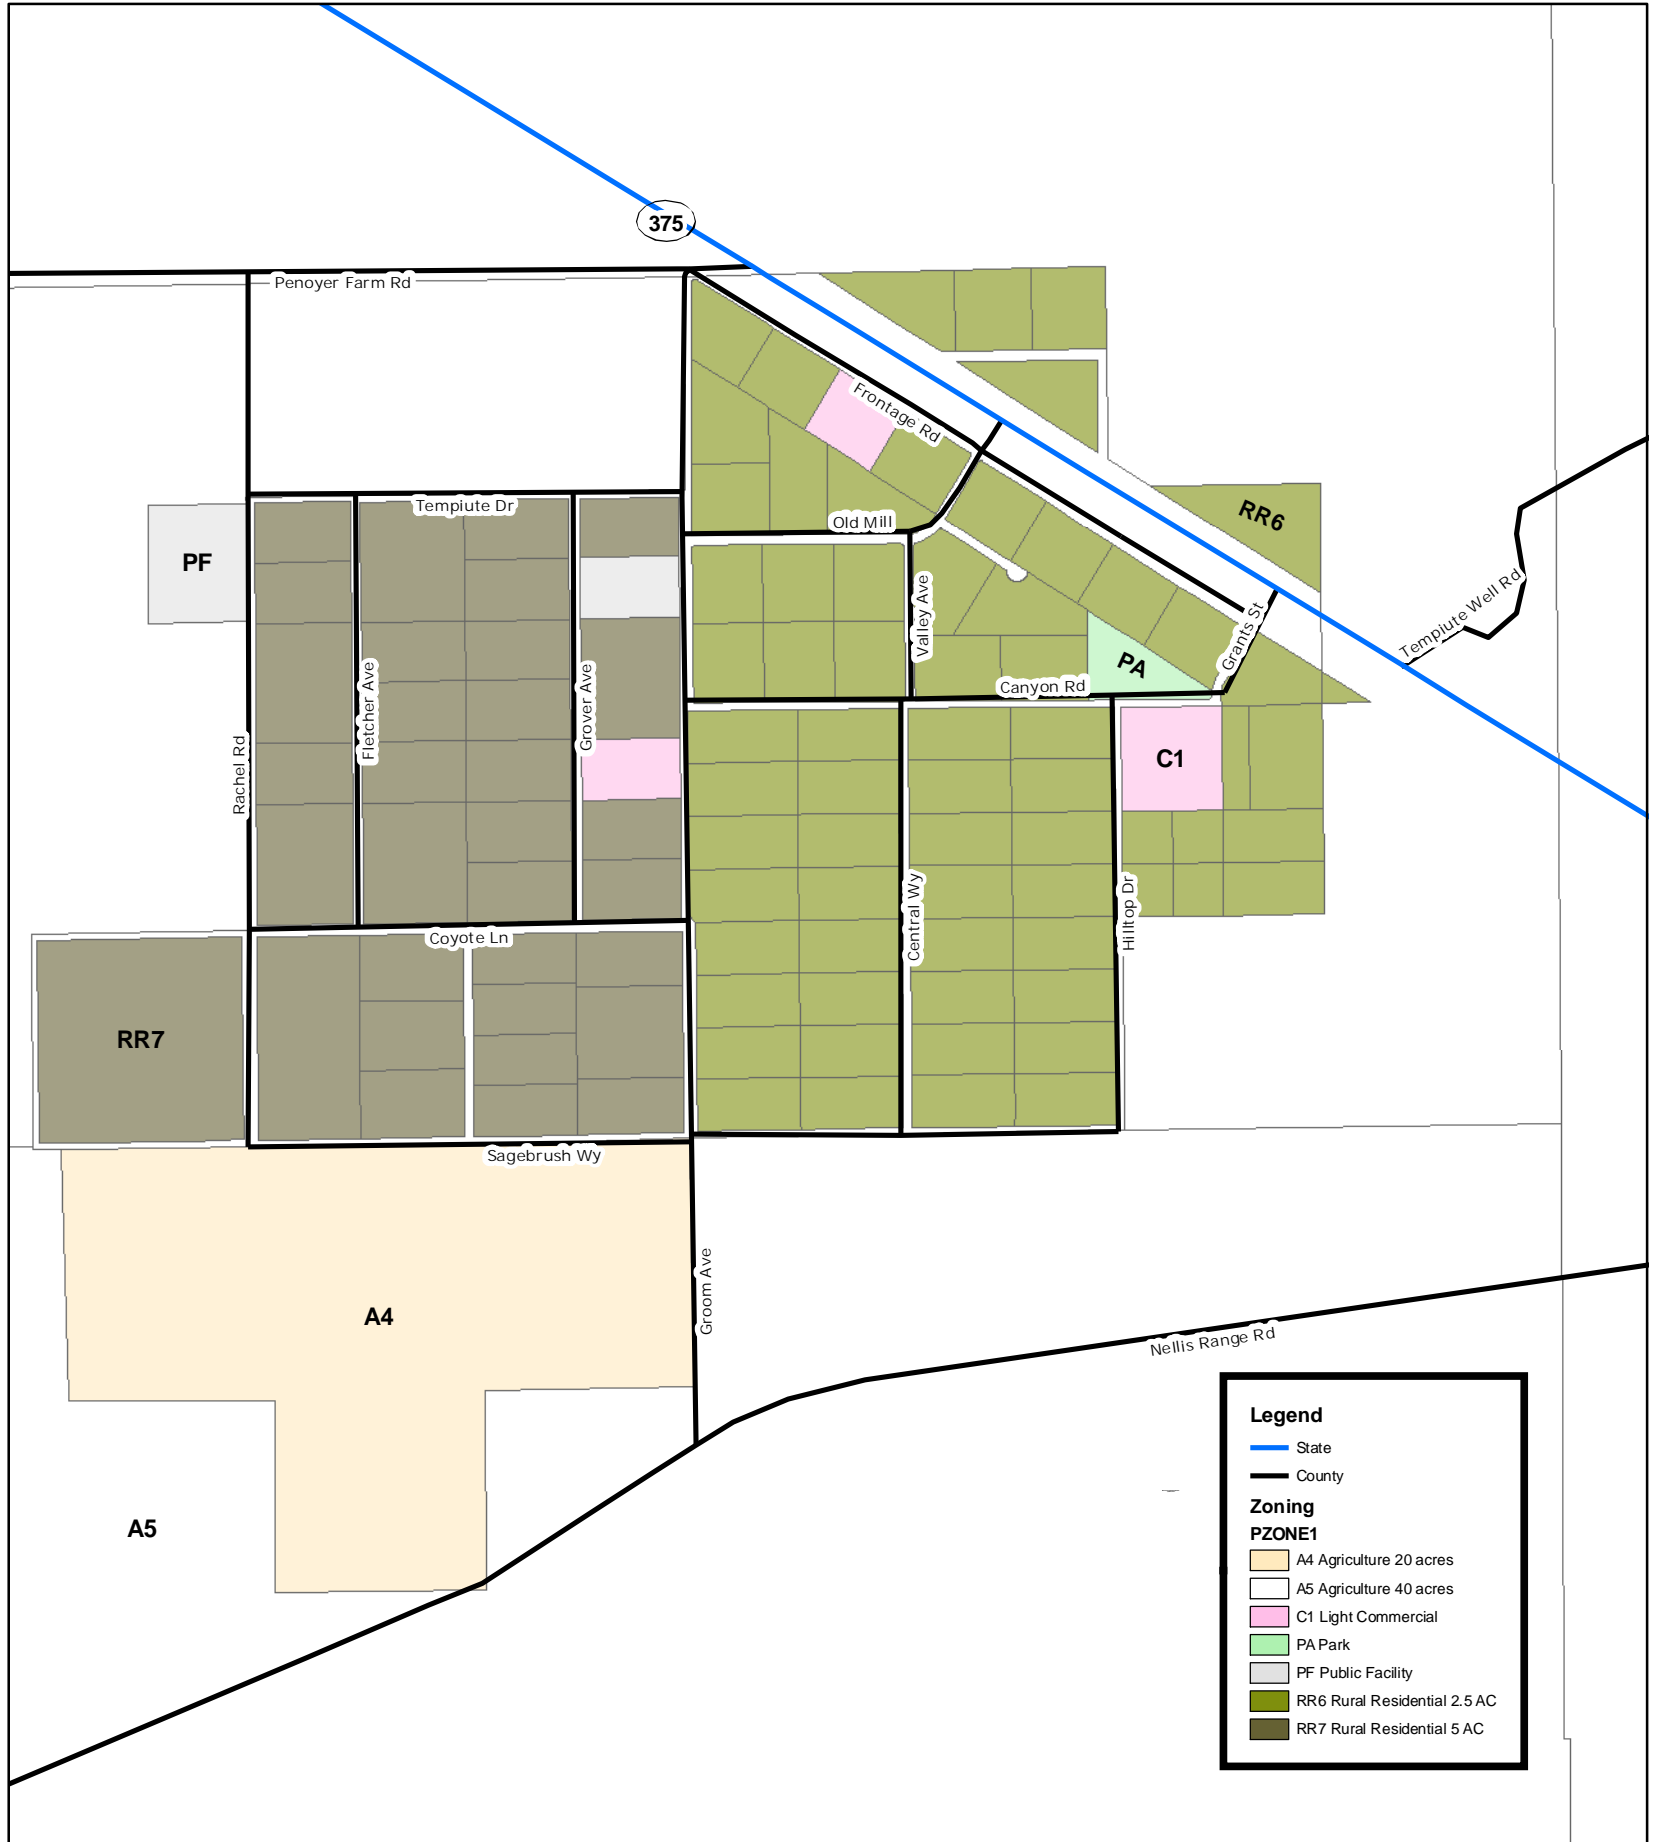 375
Penoyer Farm Rd
Frontage Rd
Tempiute Dr
Old Mill
RR6
PF
Tempiute Well Rd
Valley Ave
Grants St
PA
Canyon Rd
Rachel Rd
Fletcher Ave
Grover Ave
C1
Central Wy
Hilltop Dr
Coyote Ln
RR7
Sagebrush Wy
Groom Ave
A4
Nellis Range Rd
A5
Legend
State
County
Zoning
PZONE1
A4 Agriculture 20 acres
A5 Agriculture 40 acres
C1 Light Commercial
PA Park
PF Public Facility
RR6 Rural Residential 2.5 AC
RR7 Rural Residential 5 AC